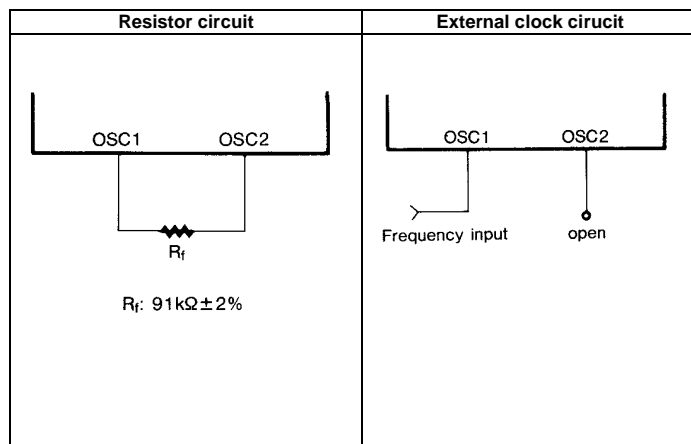 Resistor circuit
External clock cirucit
OSC1 OSC2
Rf
Rf: 91kΩ±2%
OSC1 OSC2
Frequency input
open